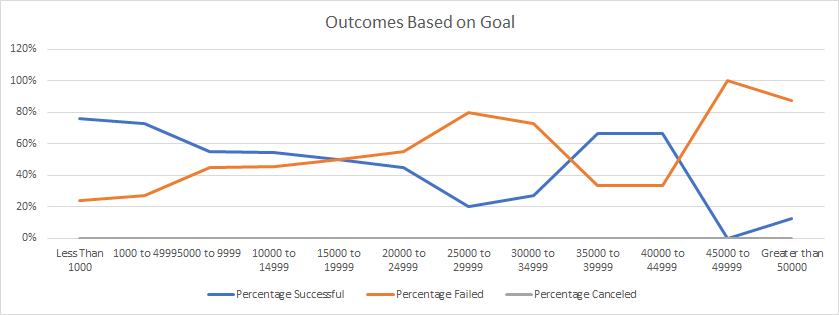 Outcomes Based on Goal
120%
100%
80%
60%
40%
20%
0%
Less Than
1000
1000 to 4999
5000 to 9999
10000 to
14999
15000 to
19999
20000 to
24999
25000 to
29999
30000 to
34999
35000 to
39999
40000 to
44999
45000 to
49999
Greater than
50000
Percentage Successful
Percentage Failed
Percentage Canceled